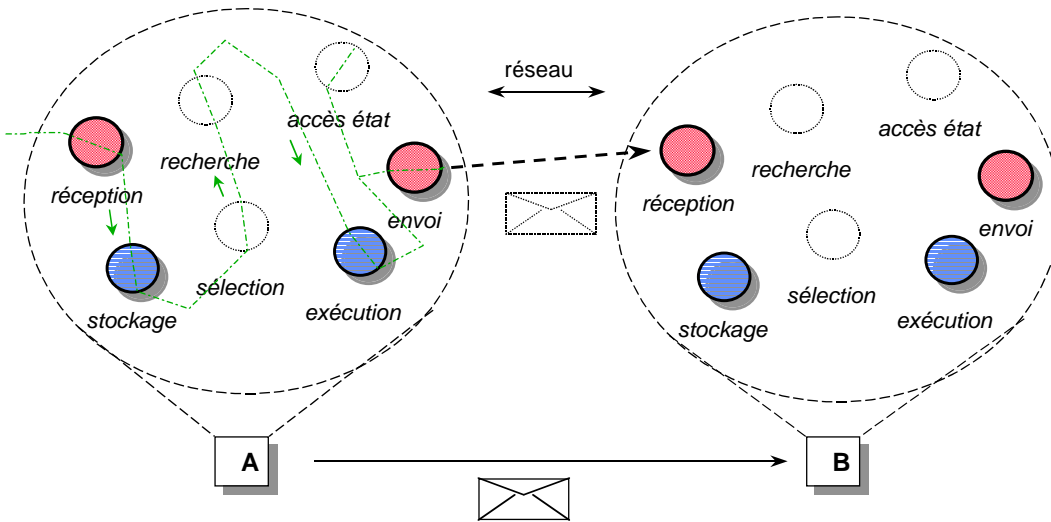 réseau
accès état
recherche
réception
envoi
sélection
exécution
stockage
accès état
recherche
réception
envoi
sélection
exécution
stockage
A
B